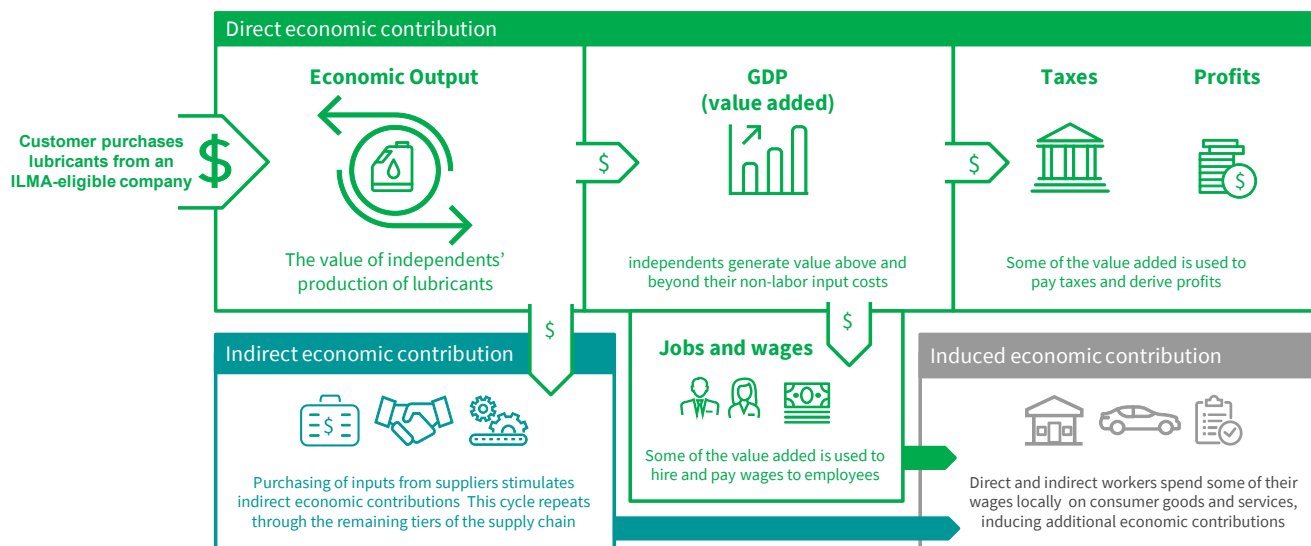 Direct economic contribution
Customer purchases
lubricants from an
ILMA-eligible company
$
Economic Output
The value of independents’
production of lubricants
$
GDP
(value added)
independents generate value above and
beyond their non-labor input costs
$
Taxes
Profits
$
Some of the value added is used to
pay taxes and derive profits
$
$
Indirect economic contribution
$
Purchasing of inputs from suppliers stimulates
indirect economic contributions This cycle repeats
through the remaining tiers of the supply chain
Jobs and wages
Some of the value added is used to
hire and pay wages to employees
Induced economic contribution
Direct and indirect workers spend some of their
wages locally on consumer goods and services,
inducing additional economic contributions